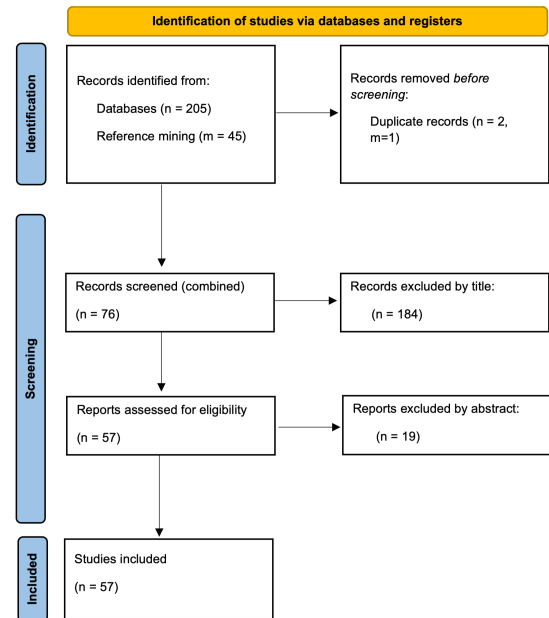 Identification of studies via databases and registers
Identification
Records identified from:
Databases (n = 205)
Reference mining (m = 45)
Records removed before
screening:
Duplicate records (n = 2,
m=1)
Screening
Records screened (combined)
(n = 76)
Records excluded by title:
(n = 184)
Reports assessed for eligibility
(n = 57)
Reports excluded by abstract:
(n = 19)
Included
Studies included
(n = 57)